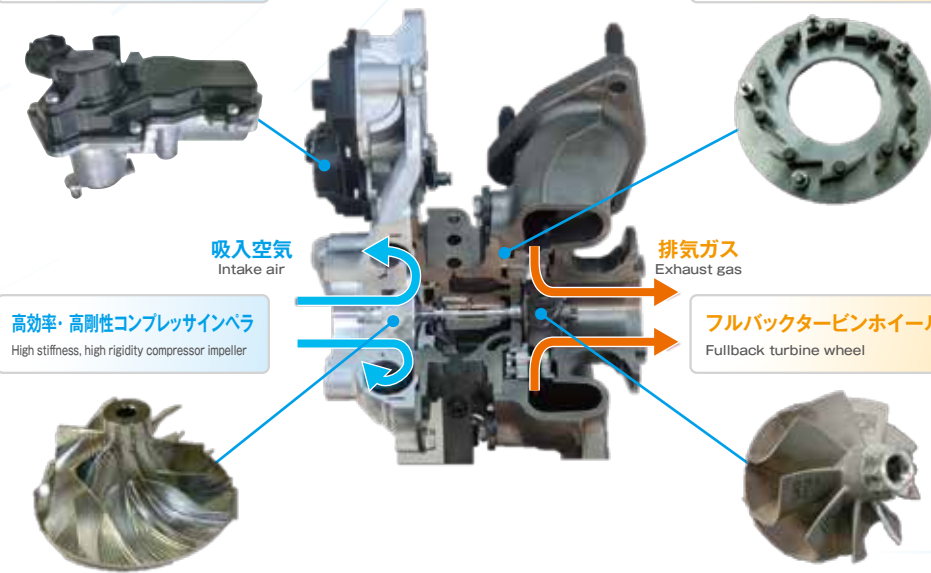 吸入空気
Intake air
排気ガス
Exhaust gas
高効率・高剛性コンプレッサインペラ
High stiffness, high rigidity compressor impeller
フルバックタービンホイール
Fullback turbine wheel